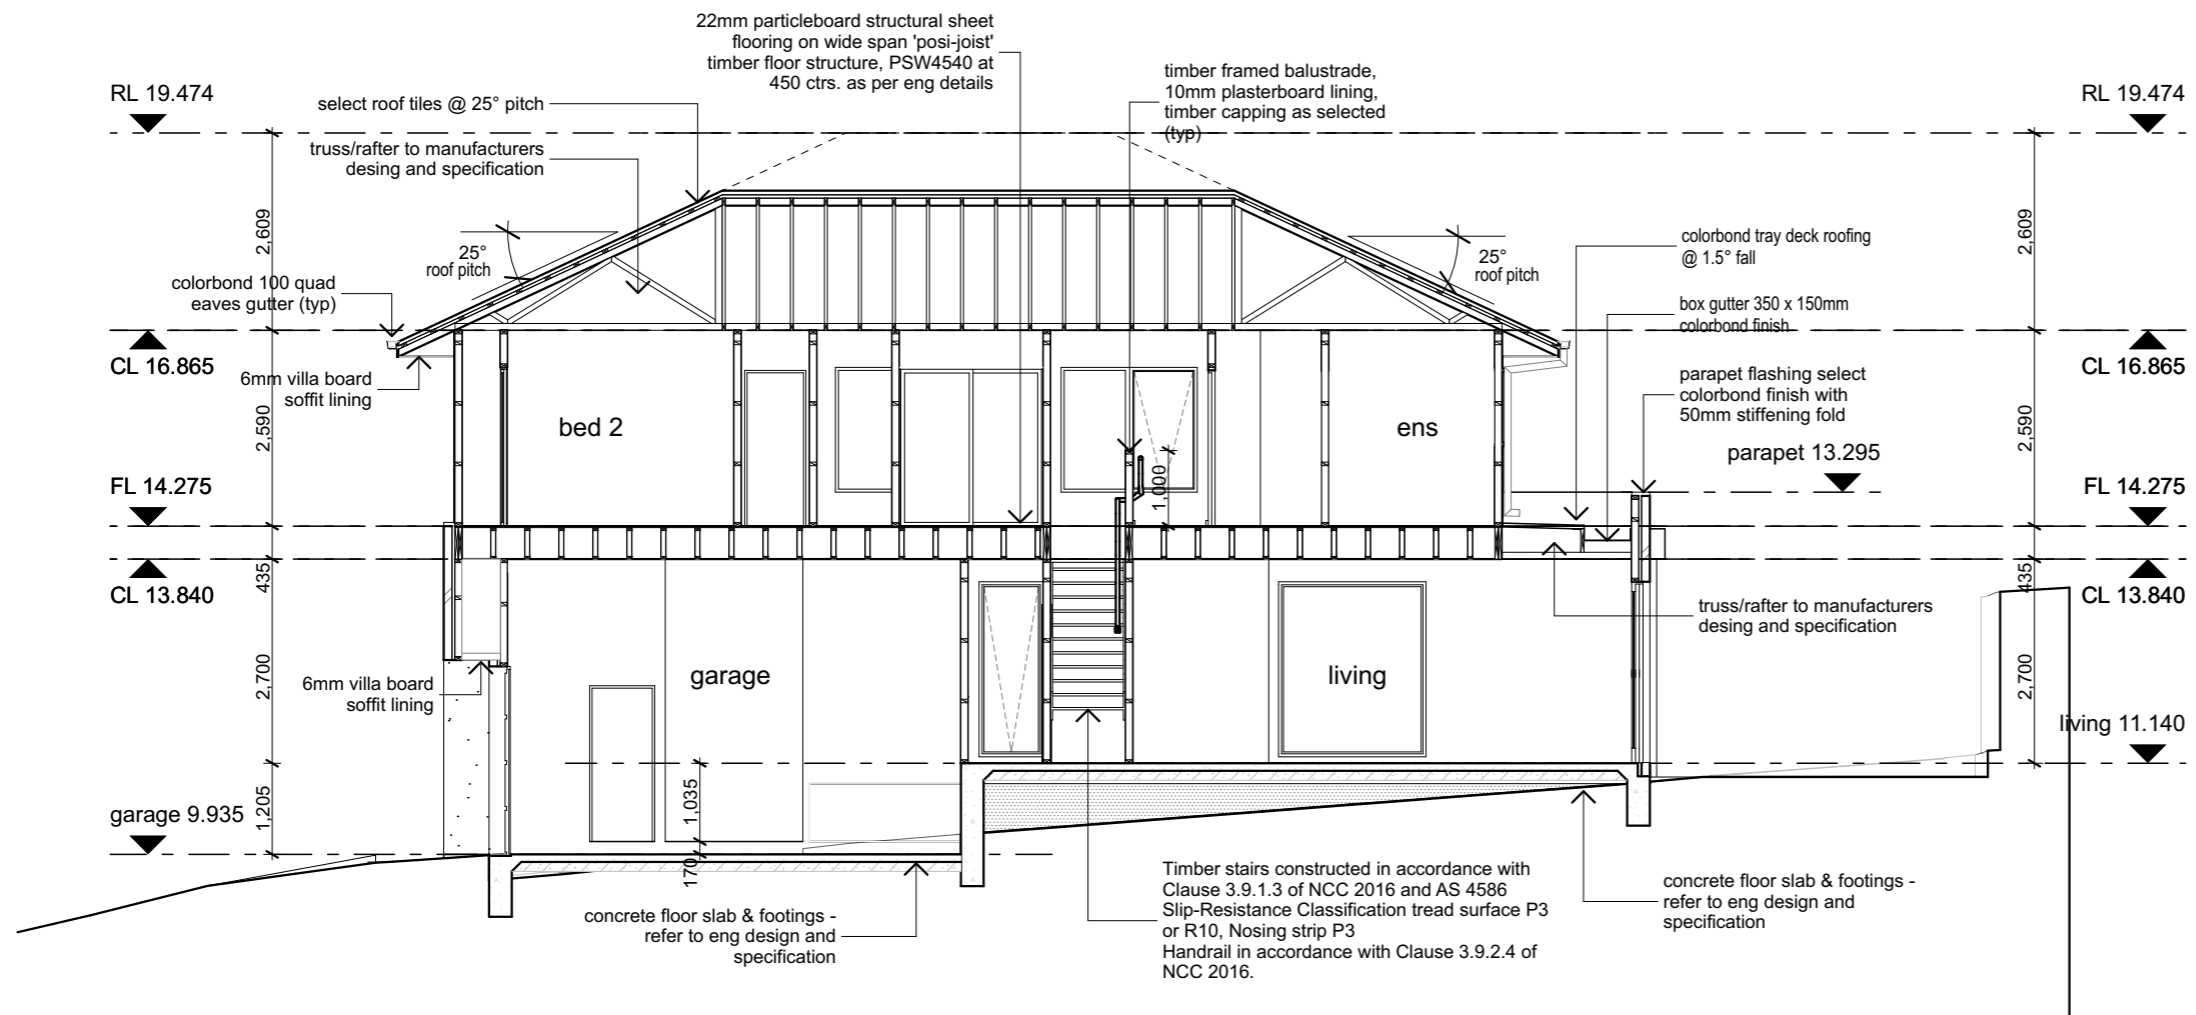 22mm particleboard structural sheet
flooring on wide span 'posi-joist'
timber floor structure, PSW4540 at
450 ctrs. as per eng details
timber framed balustrade,
10mm plasterboard lining,
timber capping as selected
(typ)
RL 19.474
RL 19.474
select roof tiles @ 25° pitch
truss/rafter to manufacturers
desing and specification
2,609
2,609
25°
roof pitch
25°
roof pitch
colorbond tray deck roofing
@ 1.5° fall
colorbond 100 quad
eaves gutter (typ)
box gutter 350 x 150mm
colorbond finish
CL 16.865
CL 16.865
6mm villa board
soffit lining
parapet flashing select
colorbond finish with
50mm stiffening fold
2,590
bed 2
ens
2,590
parapet 13.295
1,000
FL 14.275
FL 14.275
435
435
CL 13.840
CL 13.840
truss/rafter to manufacturers
desing and specification
2,700
garage
living
2,700
6mm villa board
soffit lining
living 11.140
1,205
1,035
garage 9.935
170
Timber stairs constructed in accordance with
Clause 3.9.1.3 of NCC 2016 and AS 4586
Slip-Resistance Classification tread surface P3
or R10, Nosing strip P3
Handrail in accordance with Clause 3.9.2.4 of
NCC 2016.
concrete floor slab & footings -
refer to eng design and
specification
concrete floor slab & footings -
refer to eng design and
specification